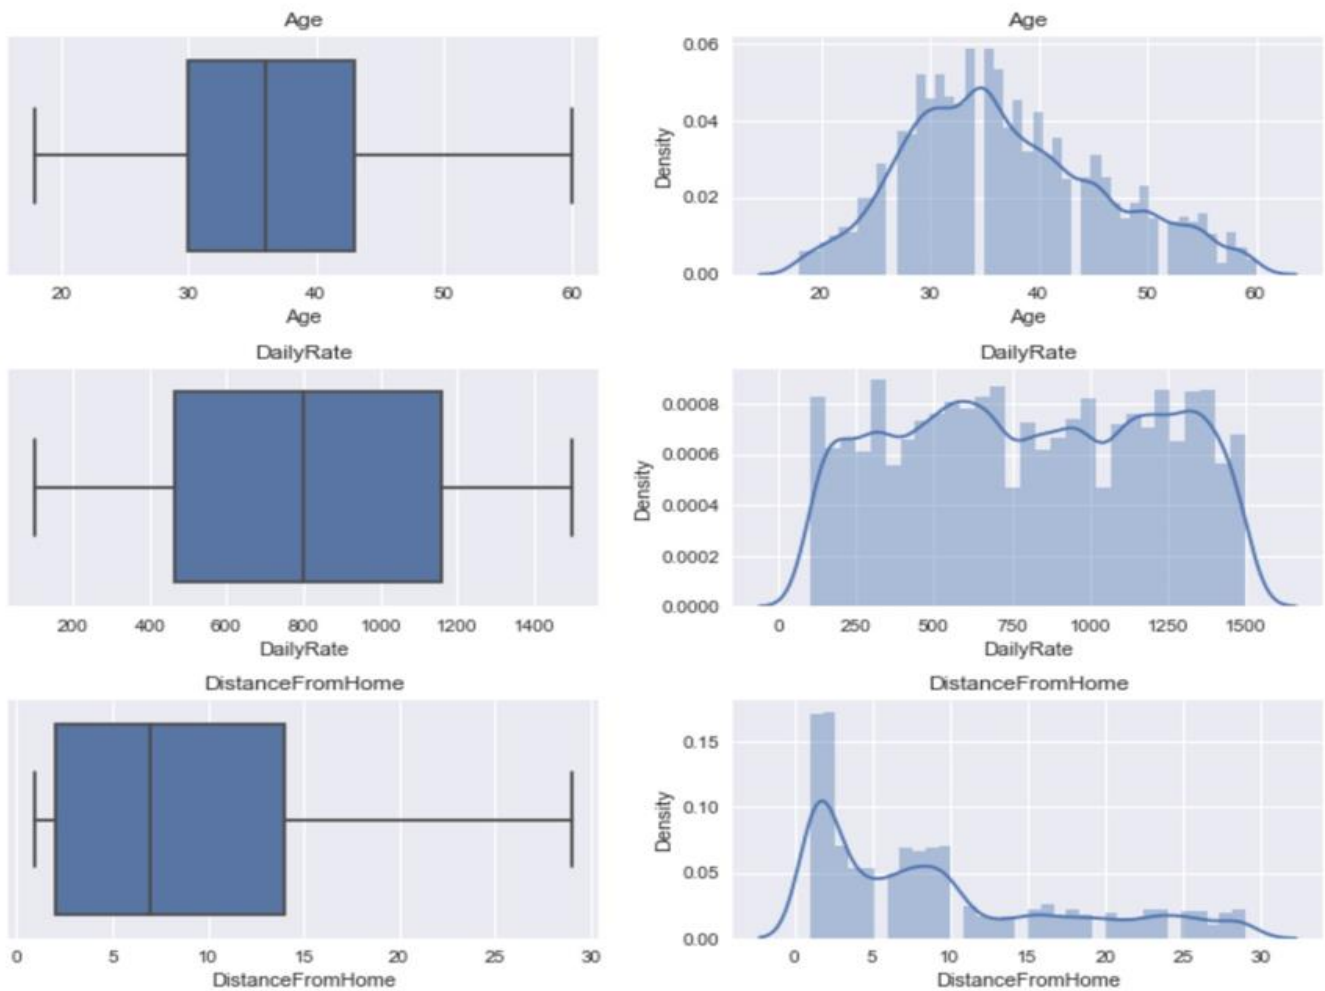 Age
20 30 40 50 60
Age
Age
0.06
0.04
0.02
0.00
Density
20 30 40 50 60
Age
DailyRate
200 400 600 800 1000 1200 1400
DailyRate
DailyRate
0.0008
0.0006
0.0004
0.0002
0.0000
Density
0 250 500 750 1000 1250 1500
DailyRate
DistanceFromHome
0 5 10 15 20 25 30
DistanceFromHome
DistanceFromHome
0.15
0.10
0.05
0.00
Density
0 5 10 15 20 25 30
DistanceFromHome